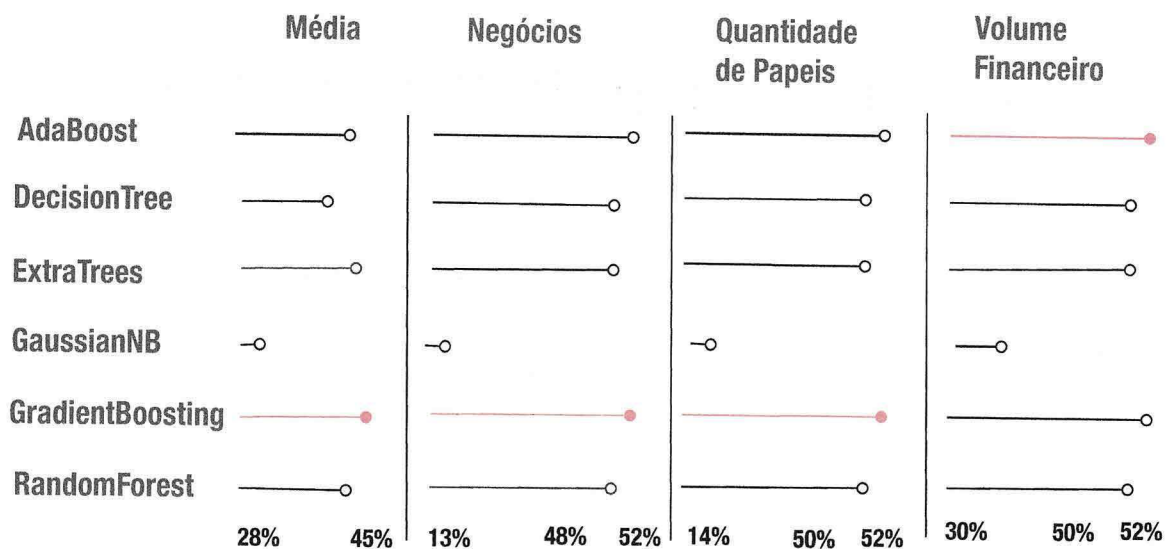 Média Negócios Quantidade de Papeis Volume Financeiro
AdaBoost
DecisionTree
ExtraTrees
GaussianNB
GradientBoosting
RandomForest
28% 45% 13% 48% 52% 14% 50% 52% 30% 50% 52%